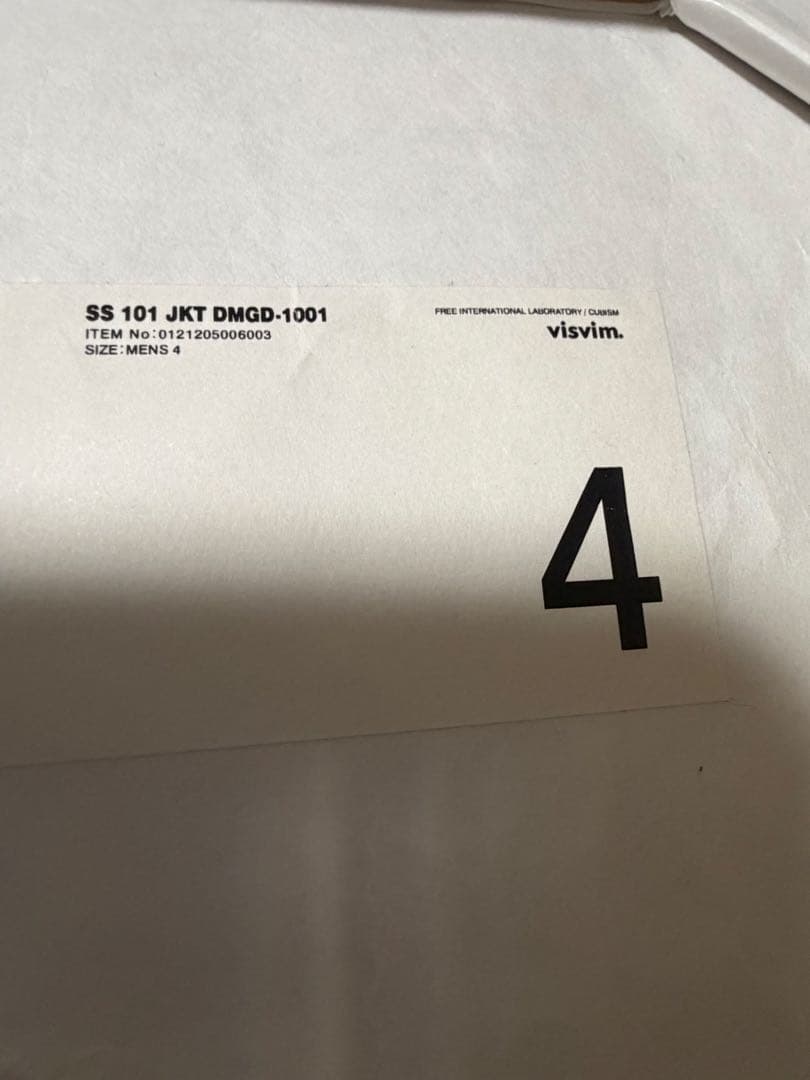 SS 101 JKT DMGD-1001
ITEM No:0121205006003
SIZE:MENS 4
FREE INTERNATIONAL LABORATORY / CUBISM
visvim.
4